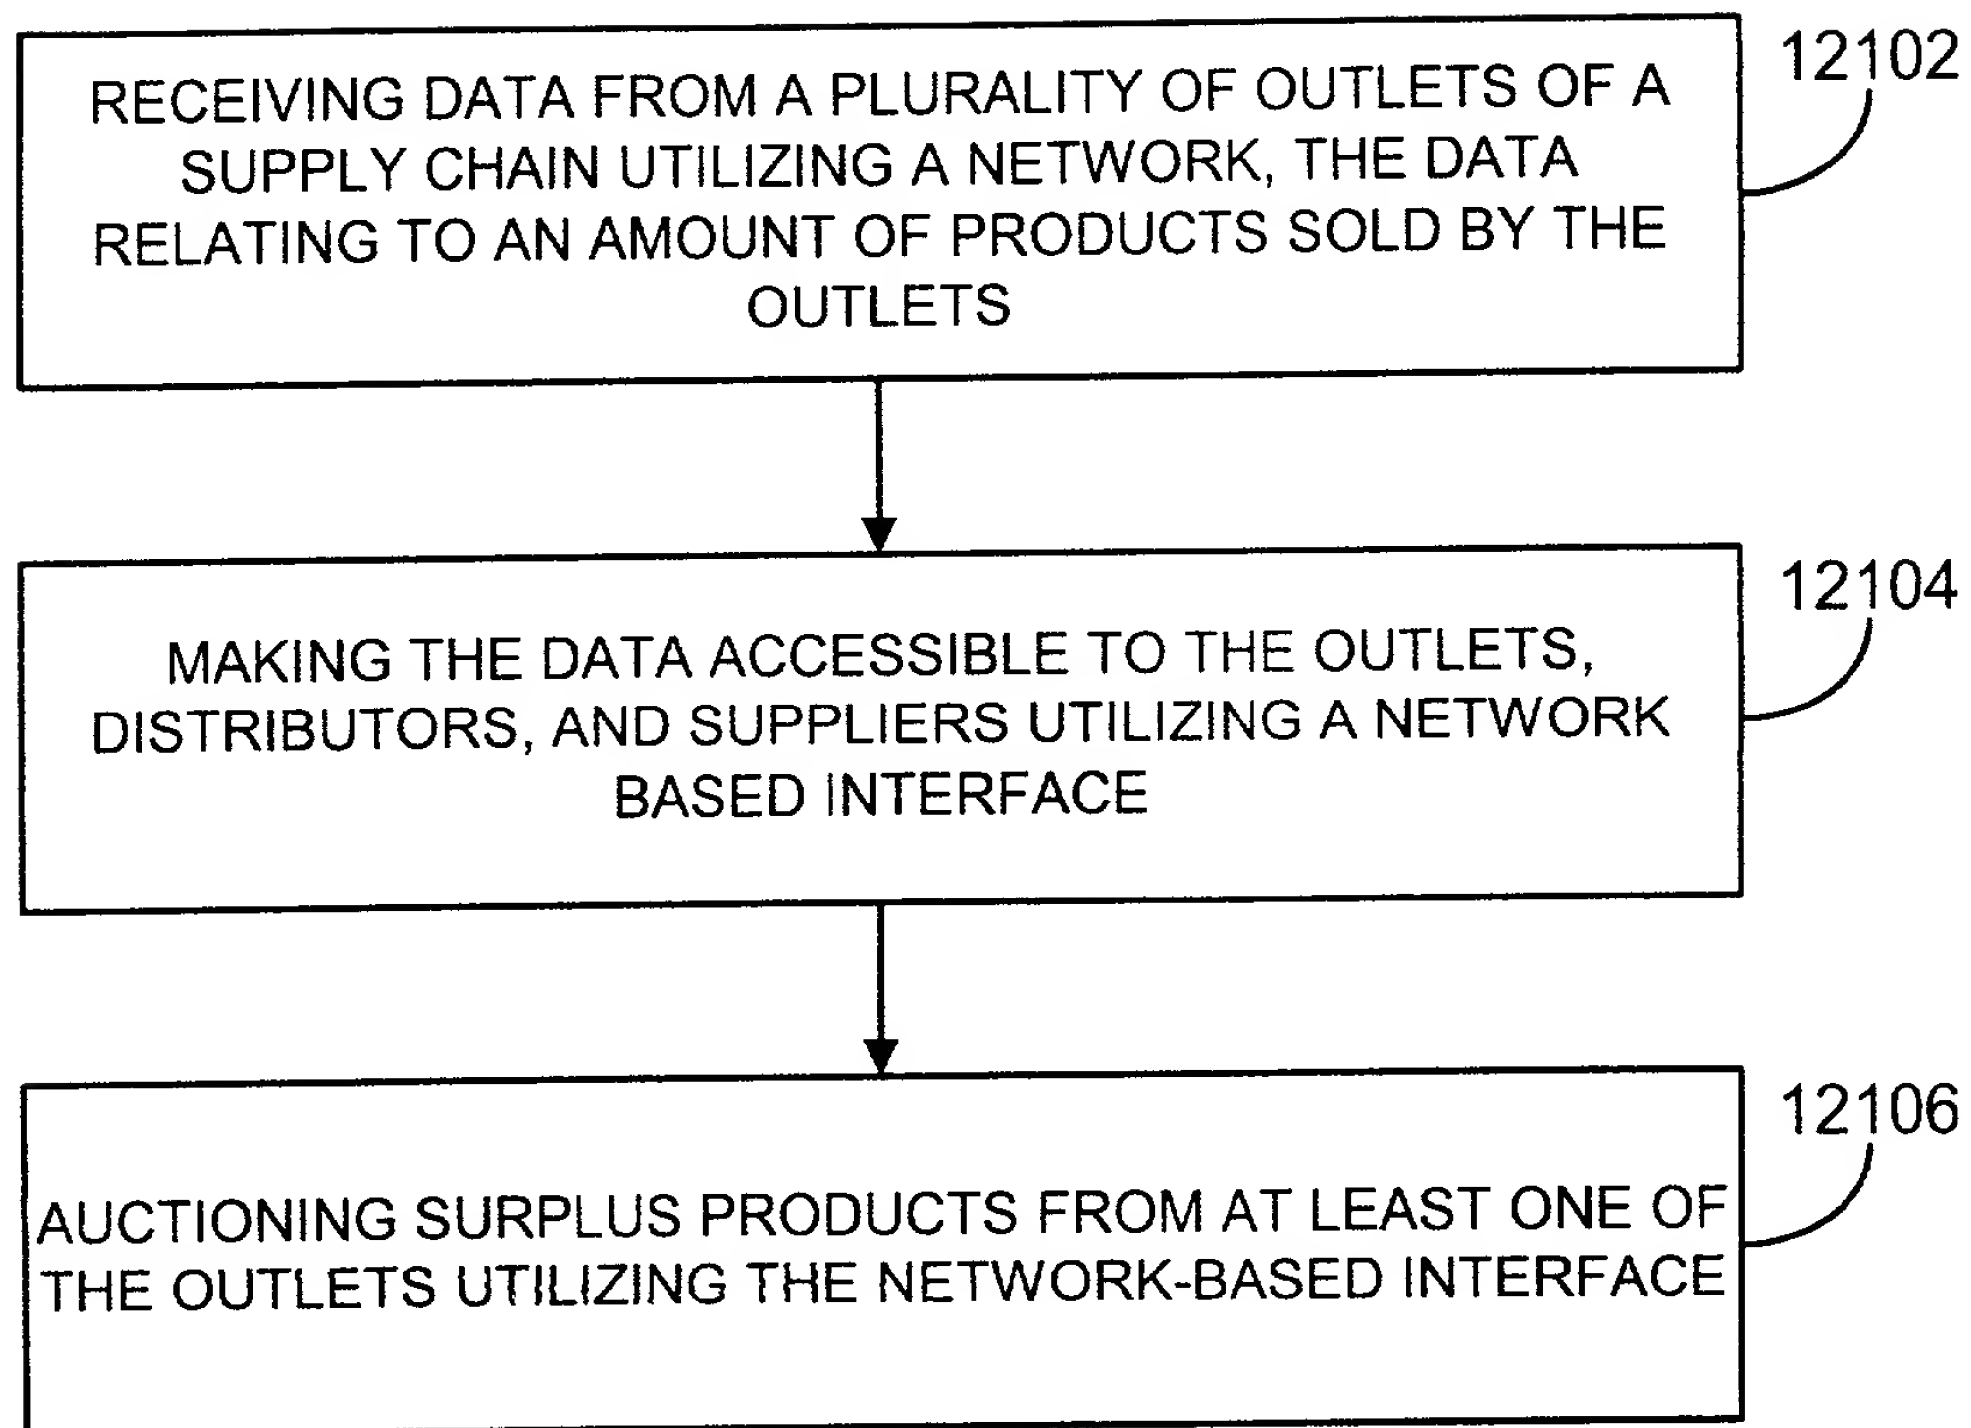 12102
RECEIVING DATA FROM A PLURALITY OF OUTLETS OF A
SUPPLY CHAIN UTILIZING A NETWORK, THE DATA
RELATING TO AN AMOUNT OF PRODUCTS SOLD BY THE
OUTLETS
12104
MAKING THE DATA ACCESSIBLE TO THE OUTLETS,
DISTRIBUTORS, AND SUPPLIERS UTILIZING A NETWORK
BASED INTERFACE
12106
AUCTIONING SURPLUS PRODUCTS FROM AT LEAST ONE OF
THE OUTLETS UTILIZING THE NETWORK-BASED INTERFACE